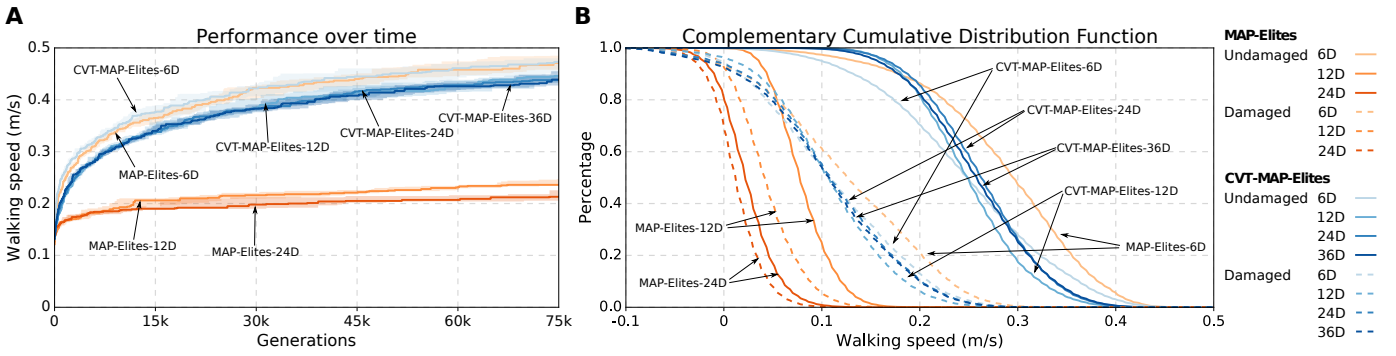 A
Performance over time
Walking speed (m/s)
0.5
0.4
0.3
0.2
0.1
0
0
15k
30k
45k
60k
75k
Generations
CVT-MAP-Elites-6D
MAP-Elites-6D
CVT-MAP-Elites-12D
CVT-MAP-Elites-24D
CVT-MAP-Elites-36D
MAP-Elites-12D
MAP-Elites-24D
B
Complementary Cumulative Distribution Function
Percentage
1.0
0.8
0.6
0.4
0.2
0.0
-0.1
0
0.1
0.2
0.3
0.4
0.5
Walking speed (m/s)
CVT-MAP-Elites-6D
CVT-MAP-Elites-24D
CVT-MAP-Elites-36D
CVT-MAP-Elites-12D
MAP-Elites-12D
MAP-Elites-6D
MAP-Elites-24D
MAP-Elites
Undamaged 6D
12D
24D
Damaged 6D
12D
24D
CVT-MAP-Elites
Undamaged 6D
12D
24D
36D
Damaged 6D
12D
24D
36D